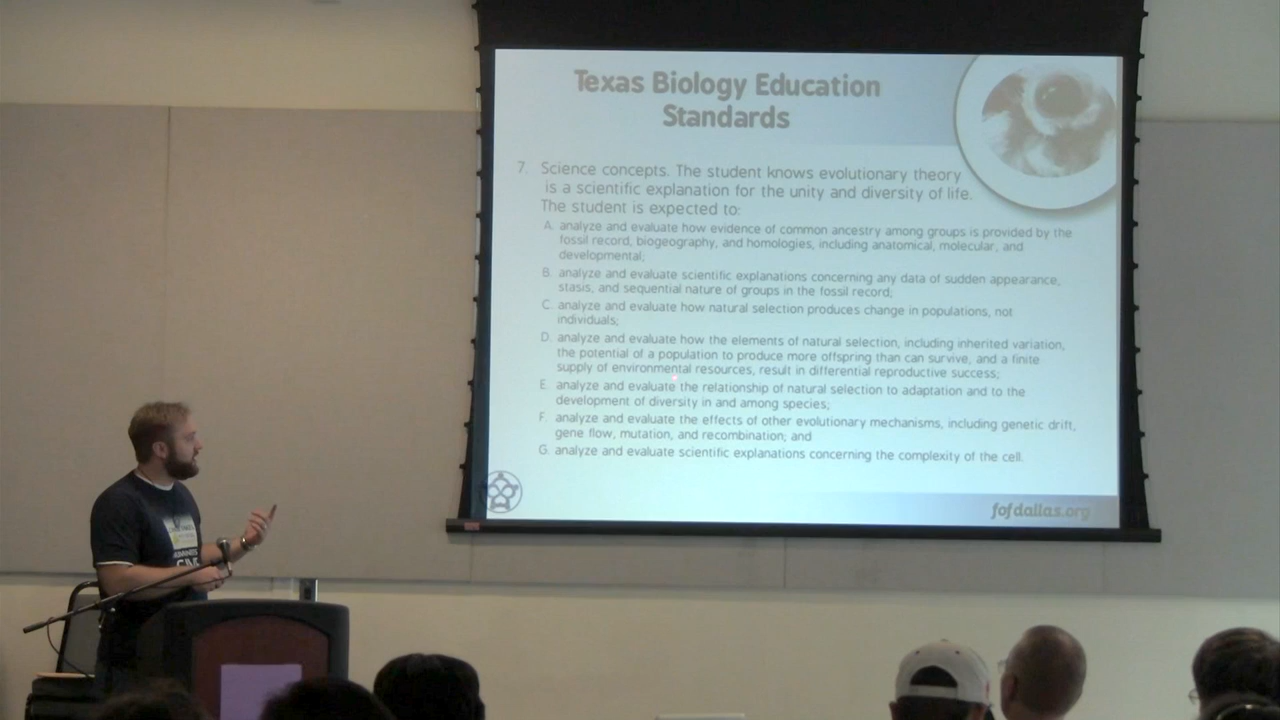 Texas Biology Education
Standards
7. Science concepts. The student knows evolutionary theory
is a scientific explanation for the unity and diversity of life.
The student is expected to:
A. analyze and evaluate how evidence of common ancestry among groups is provided by the
fossil record, biogeography, and homologies, including anatomical, molecular, and
developmental;
B. analyze and evaluate scientific explanations concerning any data of sudden appearance,
stasis, and sequential nature of groups in the fossil record;
C. analyze and evaluate how natural selection produces change in populations, not
individuals;
D. analyze and evaluate how the elements of natural selection, including inherited variation,
the potential of a population to produce more offspring than can survive, and a finite
supply of environmental resources, result in differential reproductive success;
E. analyze and evaluate the relationship of natural selection to adaptation and to the
development of diversity in and among species;
F. analyze and evaluate the effects of other evolutionary mechanisms, including genetic drift,
gene flow, mutation, and recombination; and
G. analyze and evaluate scientific explanations concerning the complexity of the cell.
fofdallas.org